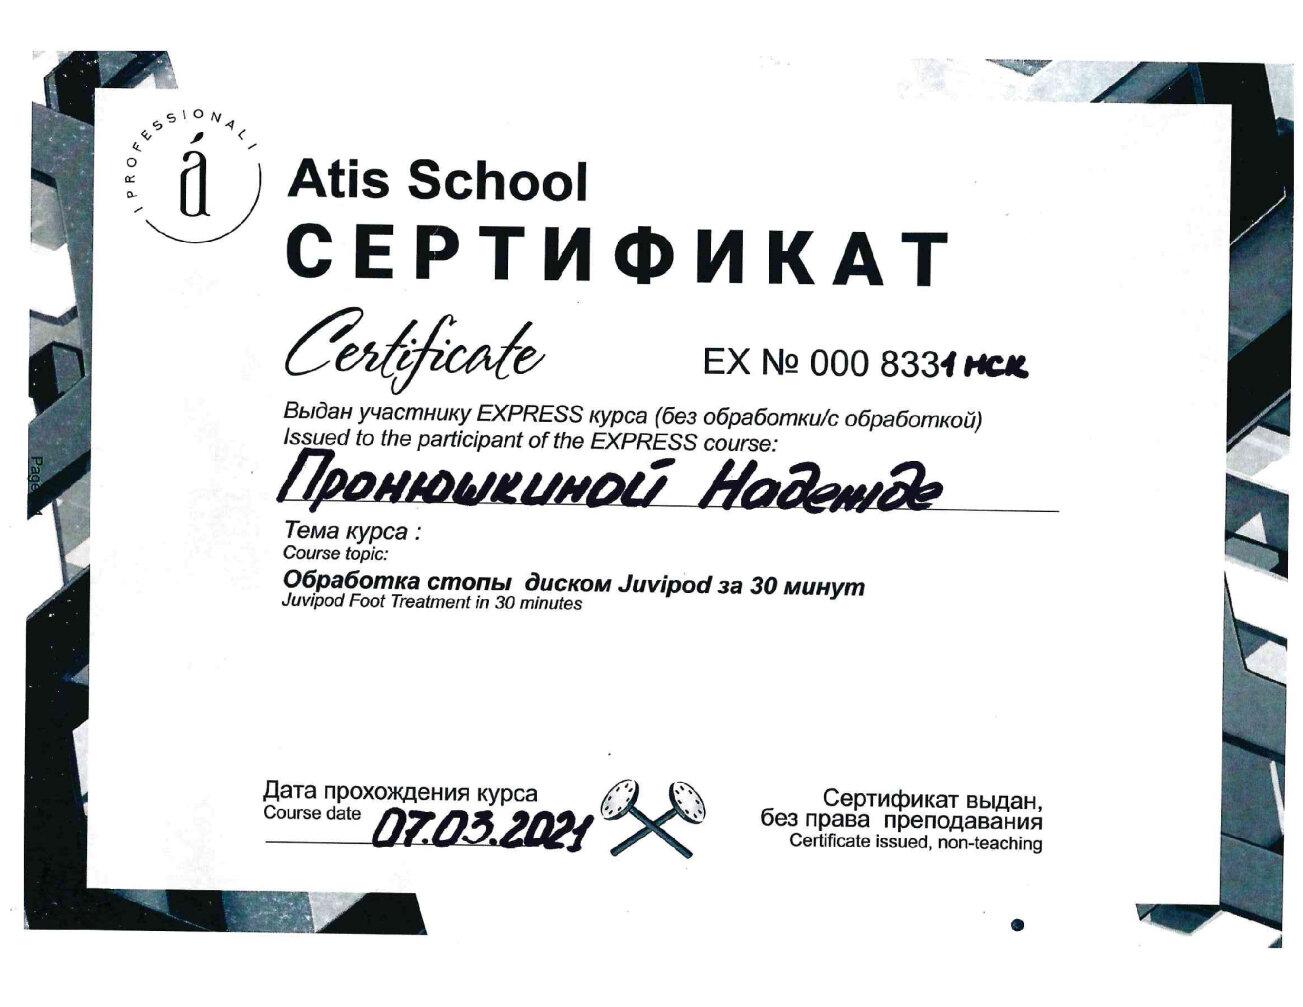 I PROFESSIONALI
á
Atis School
СЕРТИФИКАТ
Certificate
EX № 000 8331 нск
Выдан участнику EXPRESS курса (без обработки/с обработкой)
Issued to the participant of the EXPRESS course:
Пронюшкиной Надежде
Тема курса :
Course topic:
Обработка стопы диском Juvipod за 30 минут
Juvipod Foot Treatment in 30 minutes
Дата прохождения курса
Course date 07.03.2021
Сертификат выдан,
без права преподавания
Certificate issued, non-teaching
Page